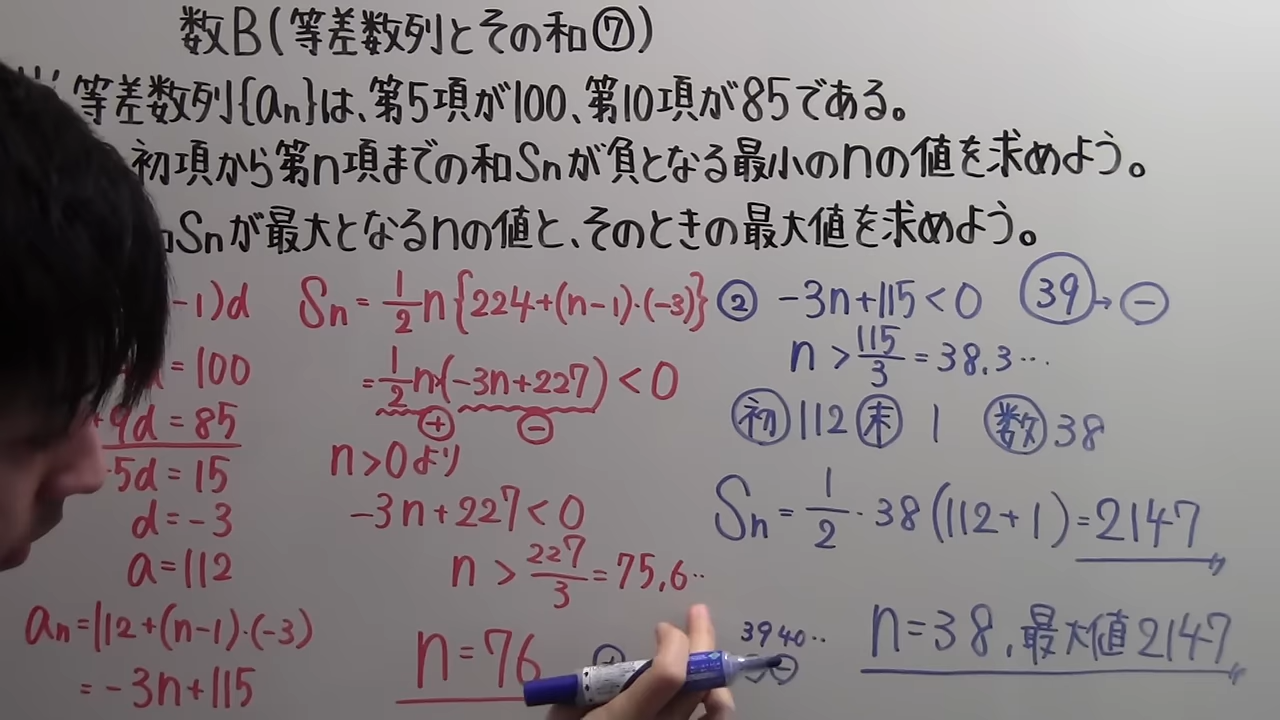 数B(等差数列とその和⑦)
等差数列{an}は、第5項が100、第10項が85である。
初項から第n項までの和Snが負となる最小のnの値を求めよう。
Snが最大となるnの値と、そのときの最大値を求めよう。
-1)d
=100
+9d=85
-5d=15
d=-3
a=112
an=112+(n-1)·(-3)
=-3n+115
Sn=1/2 n{224+(n-1)·(-3)}
=1/2 n(-3n+227)<0
⊕ ⊖
n>0より
-3n+227<0
n>227/3=75.6··
n=76
② -3n+115<0
39→⊖
n>115/3=38.3···
初112 末 1 数38
Sn=1/2·38(112+1)=2147
39 40··
⊖
n=38, 最大値2147